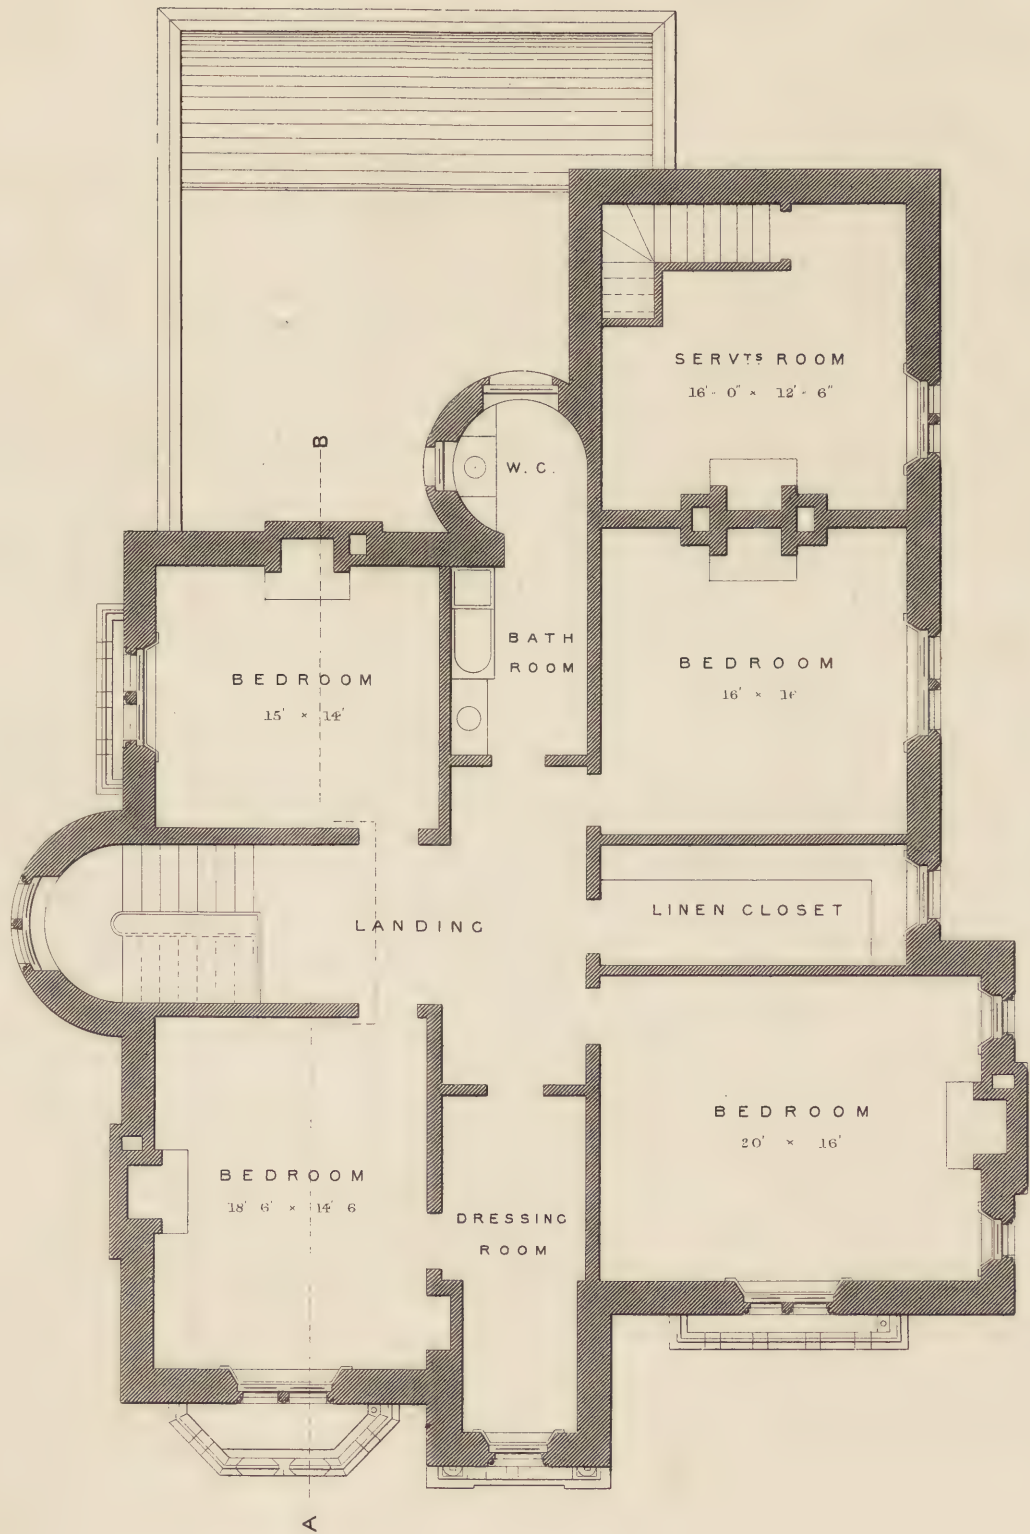 B
SERVTS ROOM
16'- 0" × 12'- 6"
W. C.
BATH
ROOM
BEDROOM
16' × 16'
BEDROOM
15' × 14'
LANDING
LINEN CLOSET
BEDROOM
20' × 16'
BEDROOM
18' 6' × 14' 6
DRESSING
ROOM
A